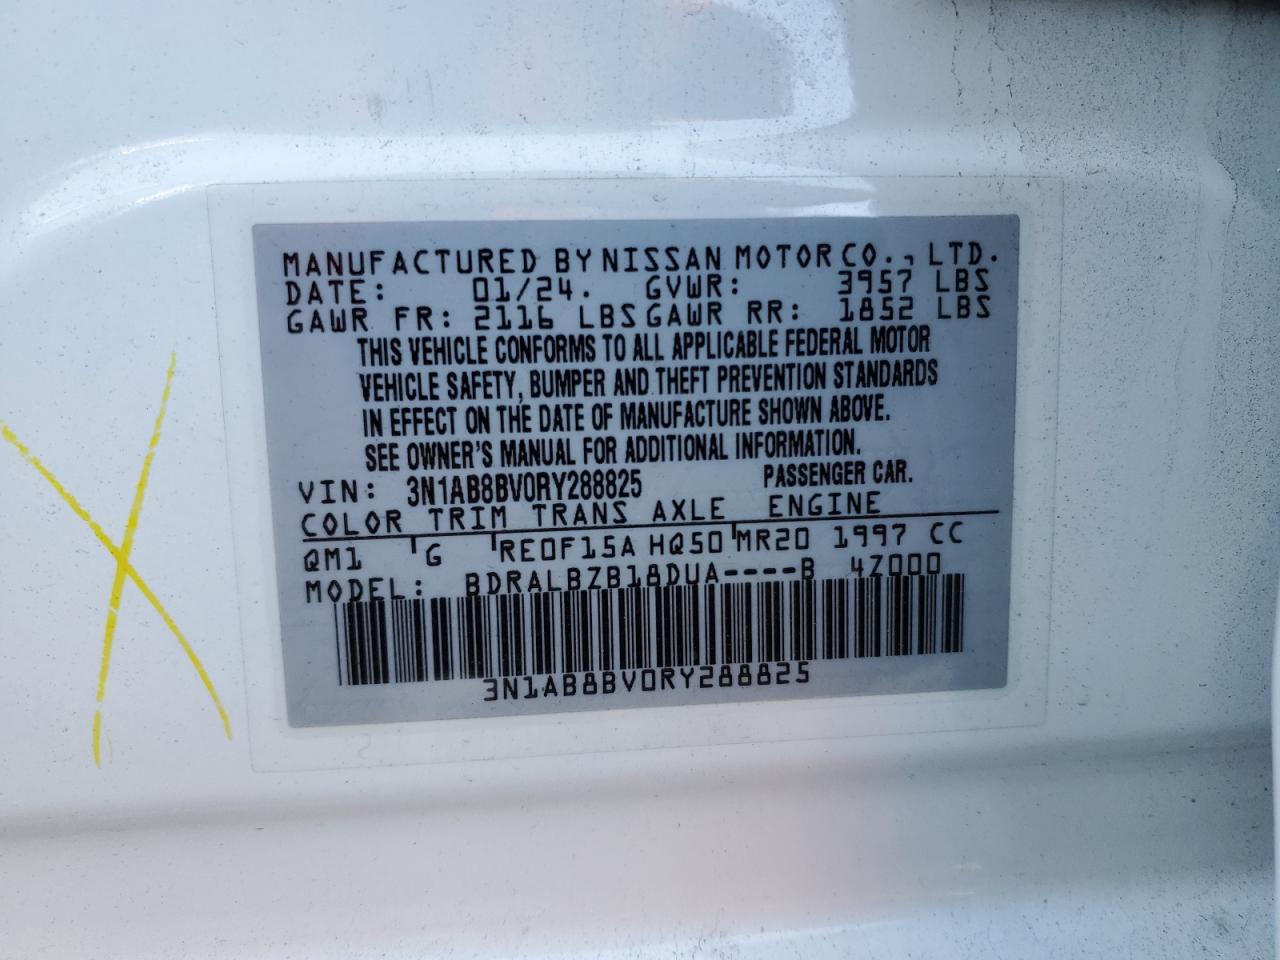 MANUFACTURED BY NISSAN MOTOR CO., LTD.
DATE: 01/24. GVWR: 3957 LBS
GAWR FR: 2116 LBS GAWR RR: 1852 LBS
THIS VEHICLE CONFORMS TO ALL APPLICABLE FEDERAL MOTOR
VEHICLE SAFETY, BUMPER AND THEFT PREVENTION STANDARDS
IN EFFECT ON THE DATE OF MANUFACTURE SHOWN ABOVE.
SEE OWNER'S MANUAL FOR ADDITIONAL INFORMATION.
VIN: 3N1AB8BV0RY288825 PASSENGER CAR.
COLOR TRIM TRANS AXLE ENGINE
QM1 G RE0F15A HQ50 MR20 1997 CC
MODEL: BDRALBZB18DUA----B 4Z000
3N1AB8BV0RY288825